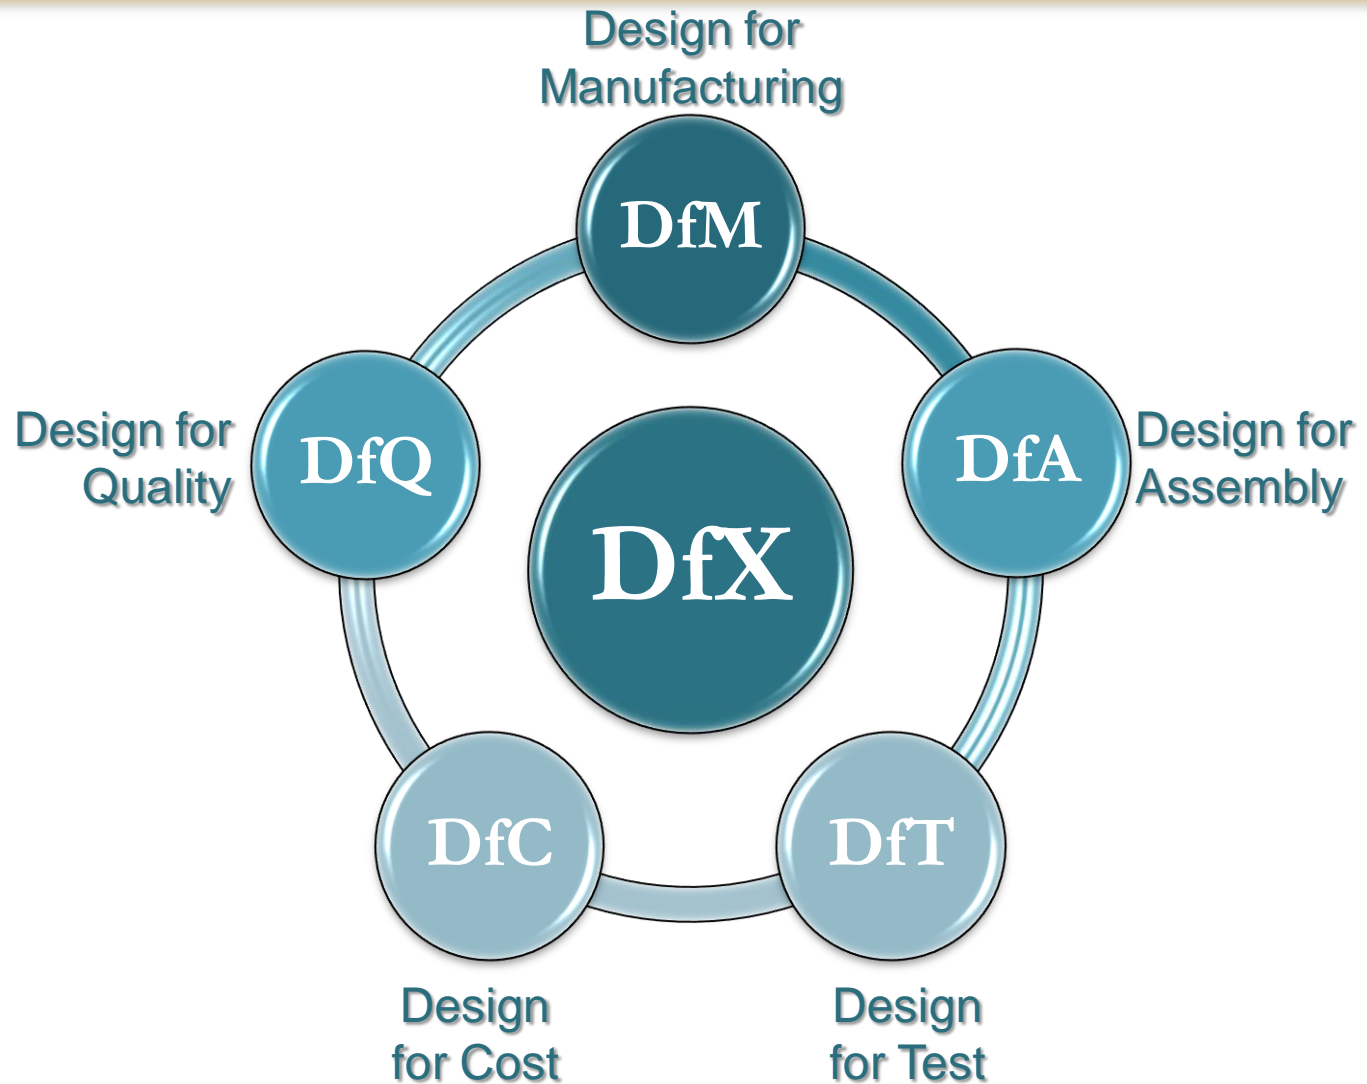 Design for
Manufacturing
DfM
Design for
Quality
DfQ
DfA
Design for
Assembly
DfX
DfC
DfT
Design
for Cost
Design
for Test